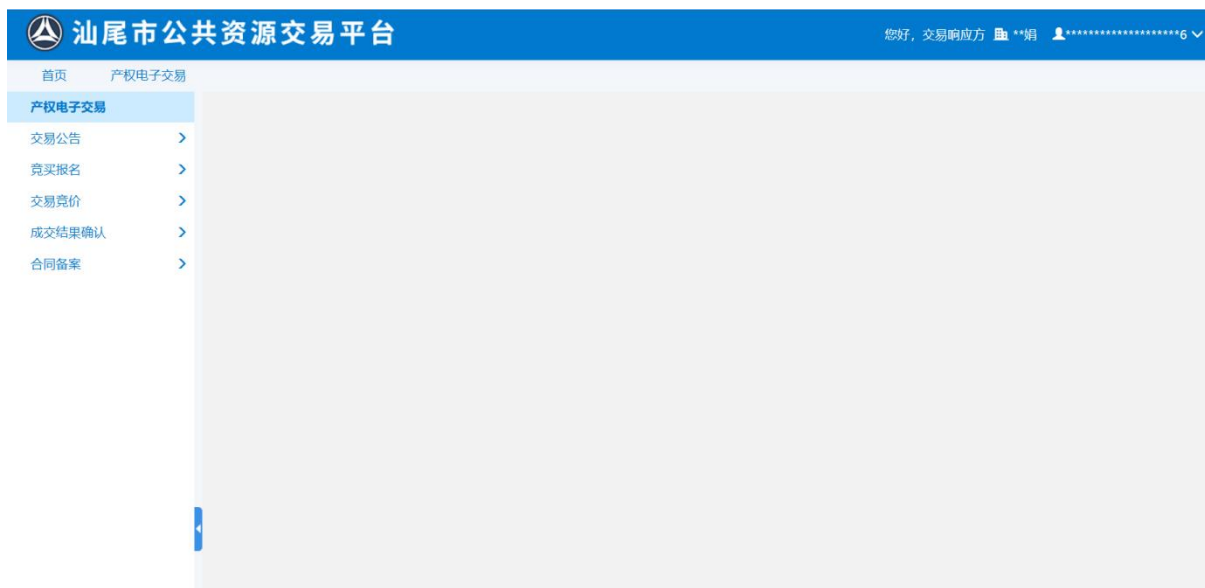 汕尾市公共资源交易平台
您好，交易响应方 **娟 ********************6
首页 产权电子交易
产权电子交易
交易公告
竞买报名
交易竞价
成交结果确认
合同备案